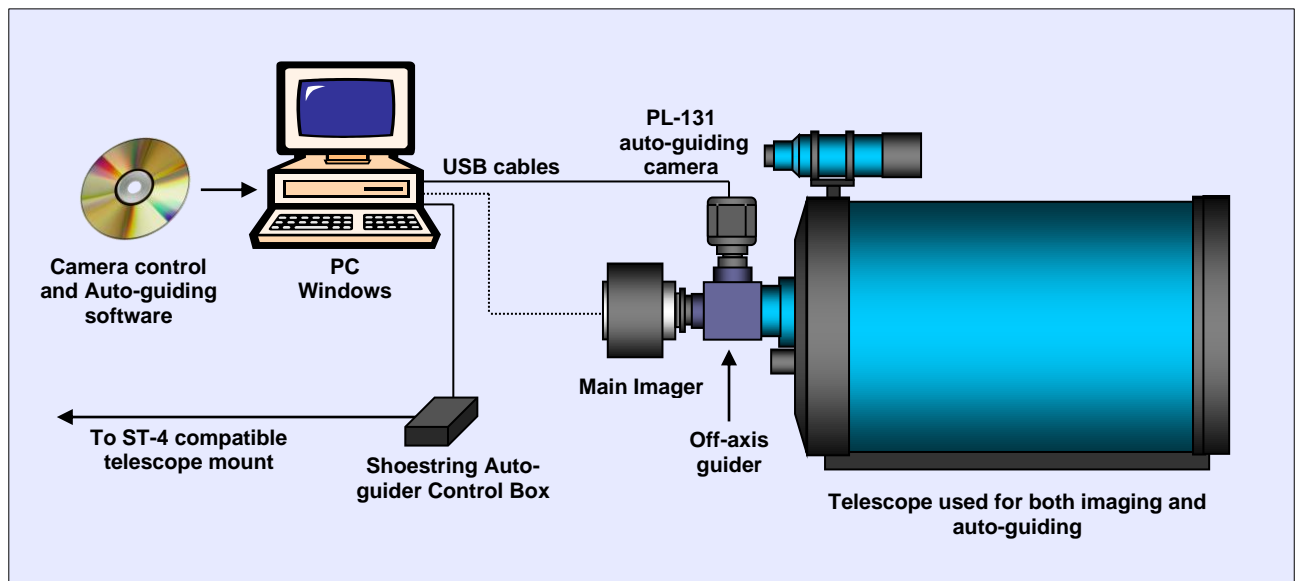 PL-131
auto-guiding
camera
USB cables
Camera control
and Auto-guiding
software
PC
Windows
Main Imager
Off-axis
guider
To ST-4 compatible
telescope mount
Shoestring Auto-
guider Control Box
Telescope used for both imaging and
auto-guiding